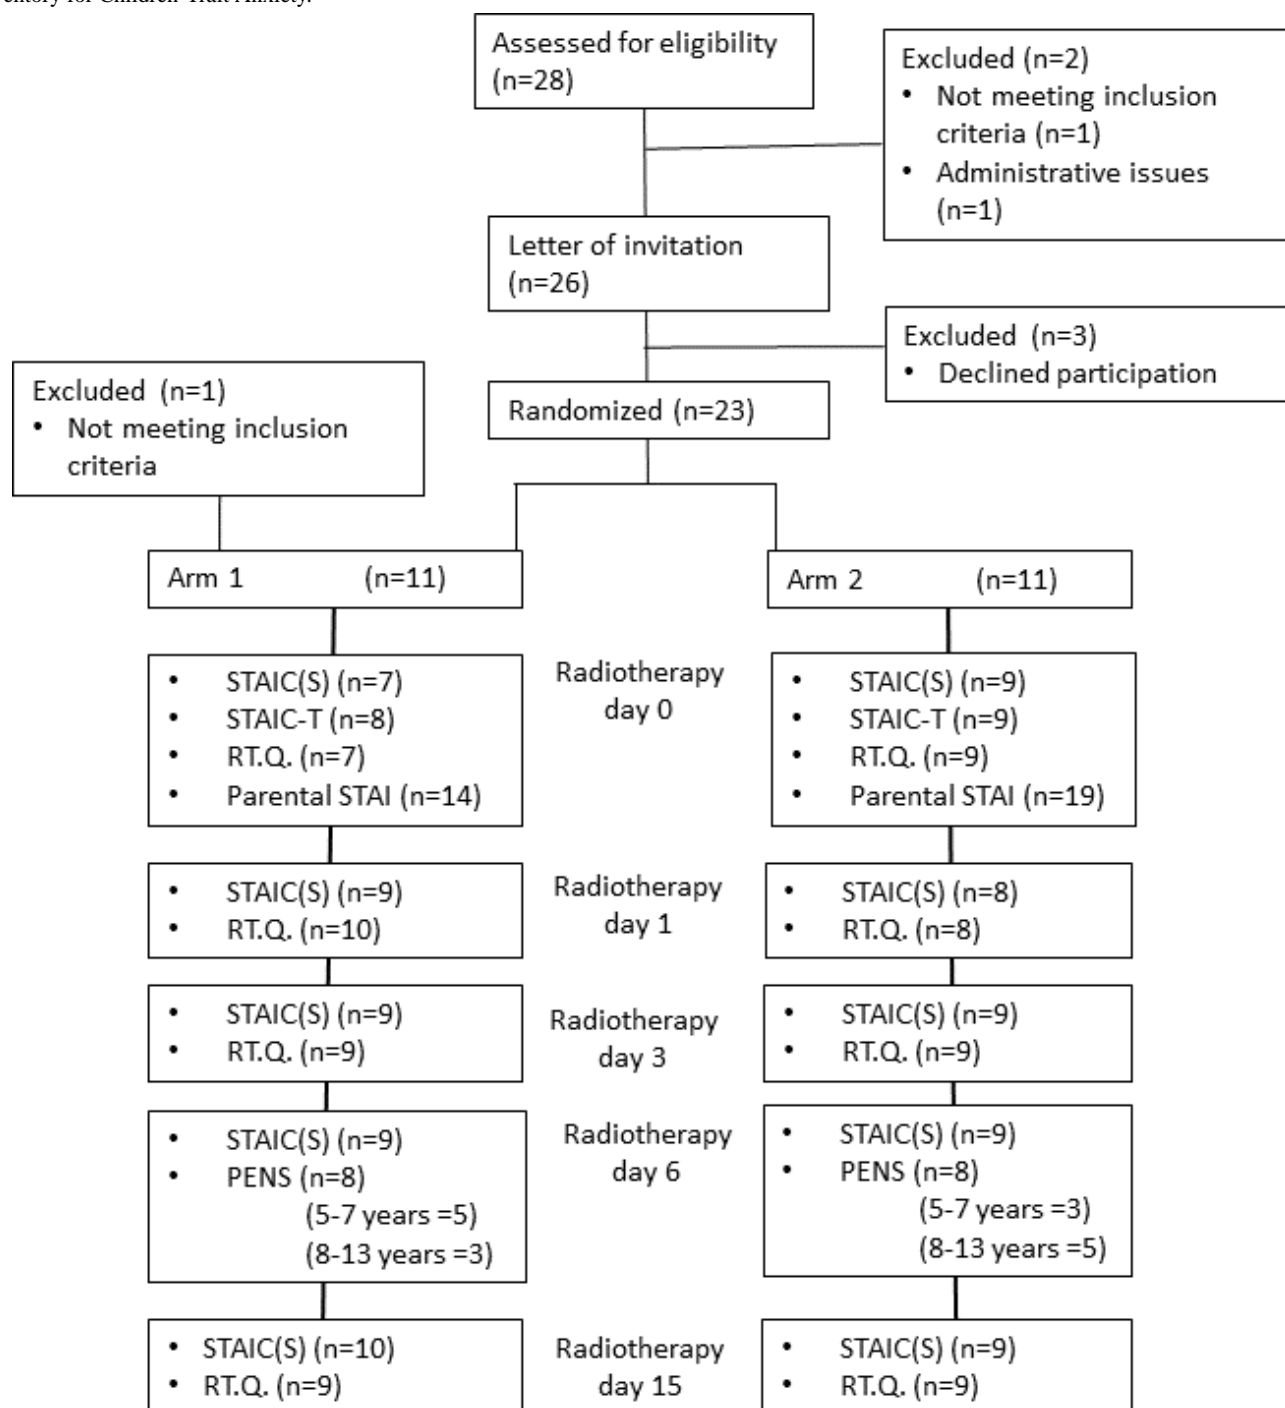 entory for Children-Trait Anxiety.
Assessed for eligibility
(n=28)
Excluded (n=2)
• Not meeting inclusion
criteria (n=1)
• Administrative issues
(n=1)
Letter of invitation
(n=26)
Excluded (n=3)
• Declined participation
Excluded (n=1)
• Not meeting inclusion
criteria
Randomized (n=23)
Arm 1 (n=11)
Arm 2 (n=11)
• STAIC(S) (n=7)
• STAIC-T (n=8)
• RT.Q. (n=7)
• Parental STAI (n=14)
Radiotherapy
day 0
• STAIC(S) (n=9)
• STAIC-T (n=9)
• RT.Q. (n=9)
• Parental STAI (n=19)
• STAIC(S) (n=9)
• RT.Q. (n=10)
Radiotherapy
day 1
• STAIC(S) (n=8)
• RT.Q. (n=8)
• STAIC(S) (n=9)
• RT.Q. (n=9)
Radiotherapy
day 3
• STAIC(S) (n=9)
• RT.Q. (n=9)
• STAIC(S) (n=9)
• PENS (n=8)
(5-7 years =5)
(8-13 years =3)
Radiotherapy
day 6
• STAIC(S) (n=9)
• PENS (n=8)
(5-7 years =3)
(8-13 years =5)
• STAIC(S) (n=10)
• RT.Q. (n=9)
Radiotherapy
day 15
• STAIC(S) (n=9)
• RT.Q. (n=9)